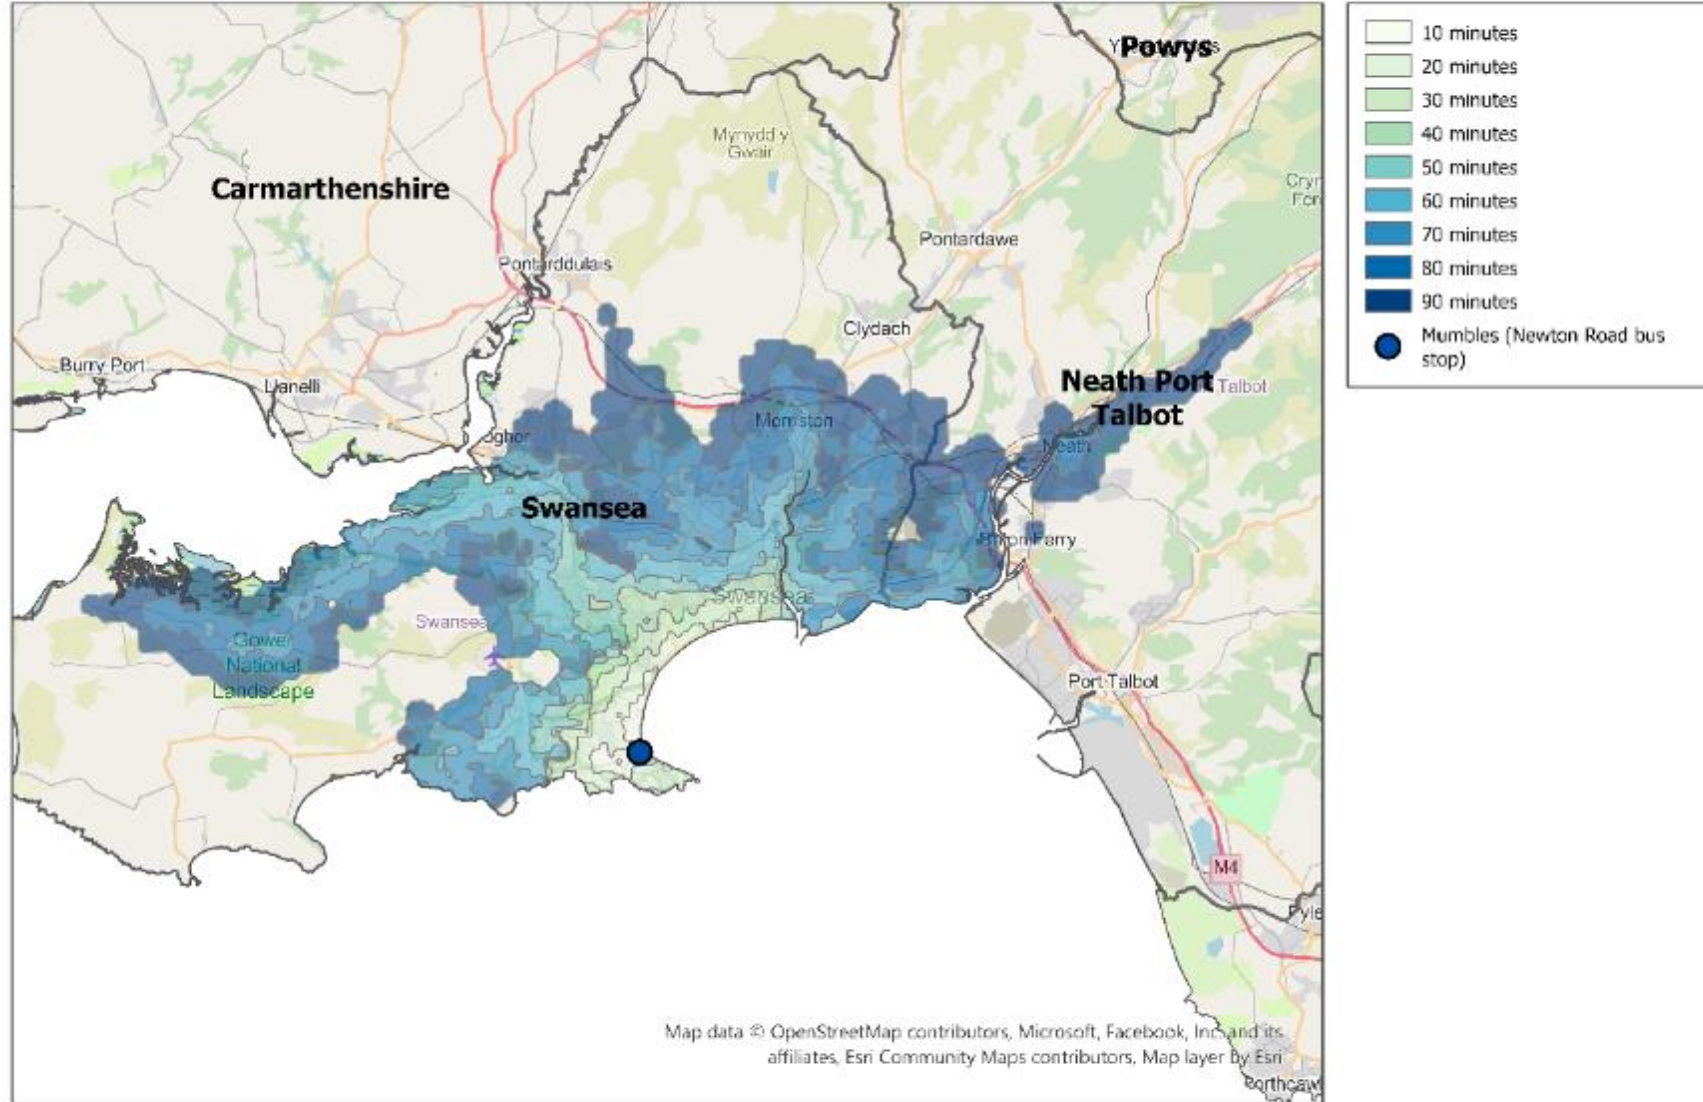 Powys
Mynydd y
Gwair
Carmarthenshire
Pontardawe
Pontarddulais
Clydach
Burry Port
Llanelli
Neath Port
Talbot
Talbot
Morriston
Neath
Swansea
Swansea
Swansea
Gower
National
Landscape
Port Talbot
M4
Pyle
Map data © OpenStreetMap contributors, Microsoft, Facebook, Inc. and its
affiliates, Esri Community Maps contributors, Map layer by Esri
10 minutes
20 minutes
30 minutes
40 minutes
50 minutes
60 minutes
70 minutes
80 minutes
90 minutes
Mumbles (Newton Road bus
stop)